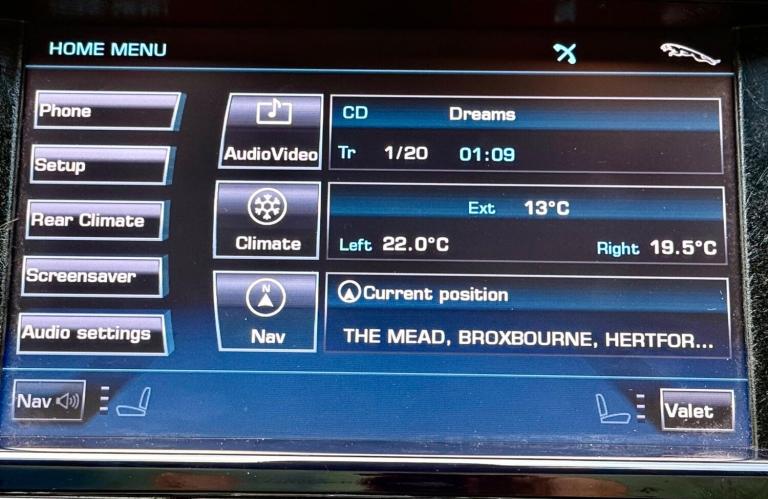 HOME MENU
Phone
Setup
Rear Climate
Screensaver
Audio settings
AudioVideo
CD Dreams
Tr 1/20 01:09
Climate
Ext 13°C
Left 22.0°C Right 19.5°C
N
Nav
Current position
THE MEAD, BROXBOURNE, HERTFOR...
Nav
Valet